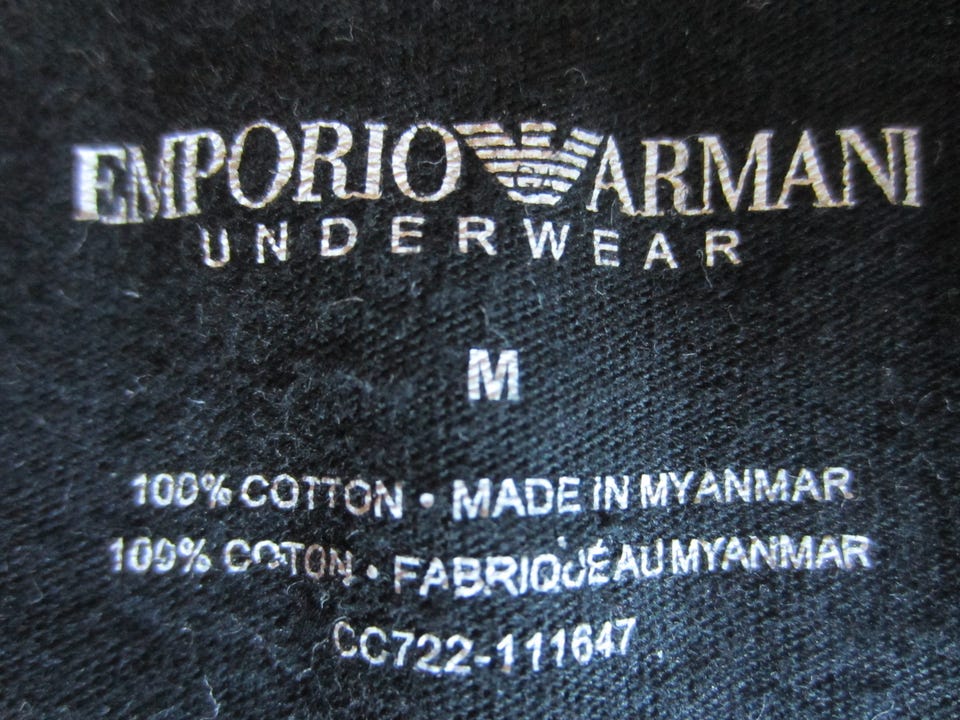 EMPORIO ARMANI
UNDERWEAR
M
100% COTTON • MADE IN MYANMAR
100% COTON • FABRIQUÉ AU MYANMAR
CC722-111647